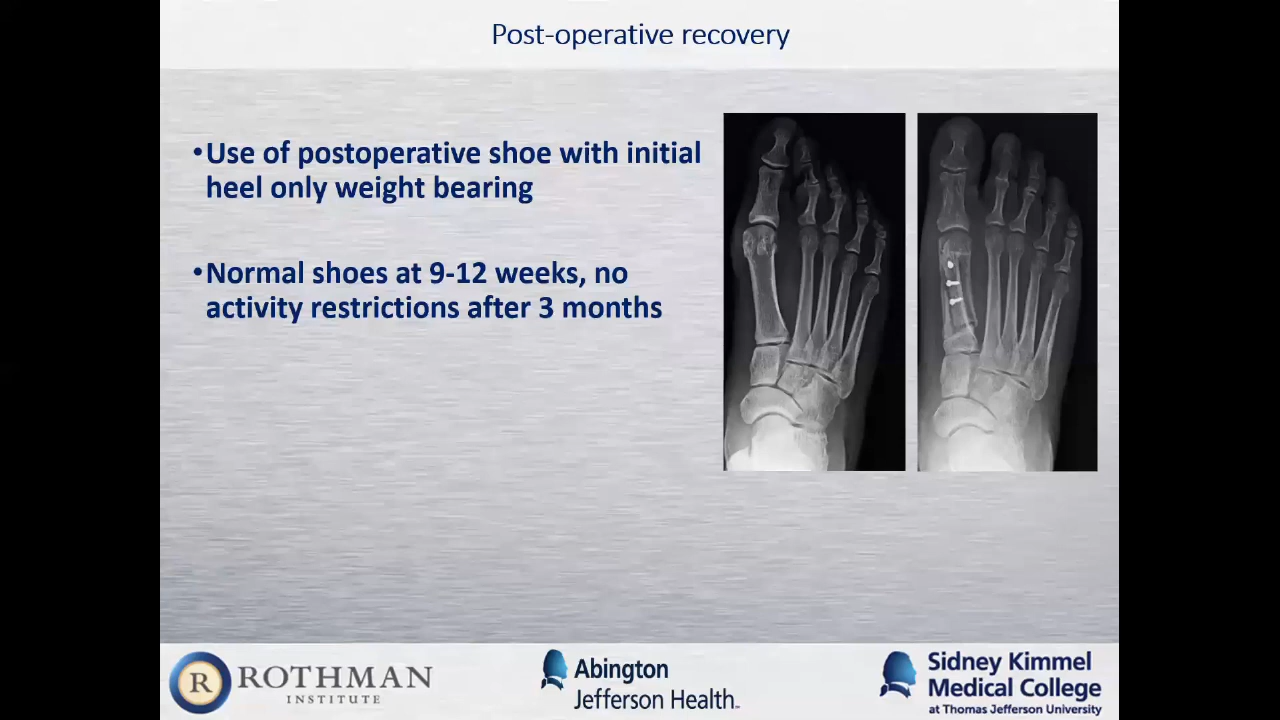 Post-operative recovery
•Use of postoperative shoe with initial
heel only weight bearing
•Normal shoes at 9-12 weeks, no
activity restrictions after 3 months
R ROTHMAN
INSTITUTE
Abington
Jefferson Health™
Sidney Kimmel
Medical College
at Thomas Jefferson University